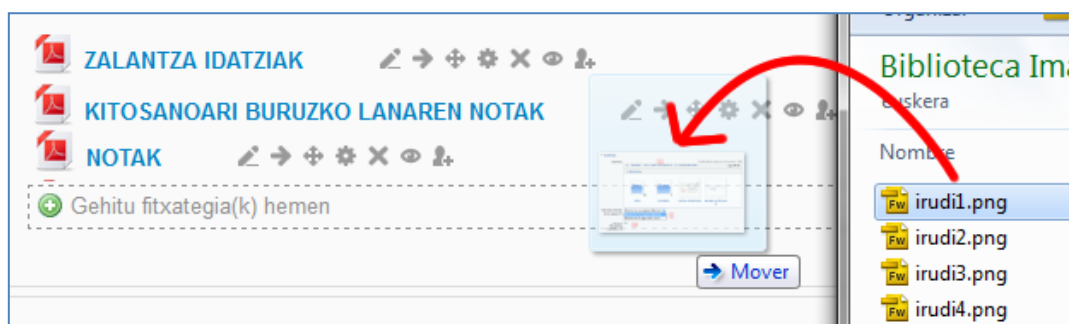 ZALANTZA IDATZIAK
KITOSANOARI BURUZKO LANAREN NOTAK
NOTAK
Gehitu fitxategia(k) hemen
Mover
Biblioteca Imá
euskera
Nombre
irudi1.png
irudi2.png
irudi3.png
irudi4.png